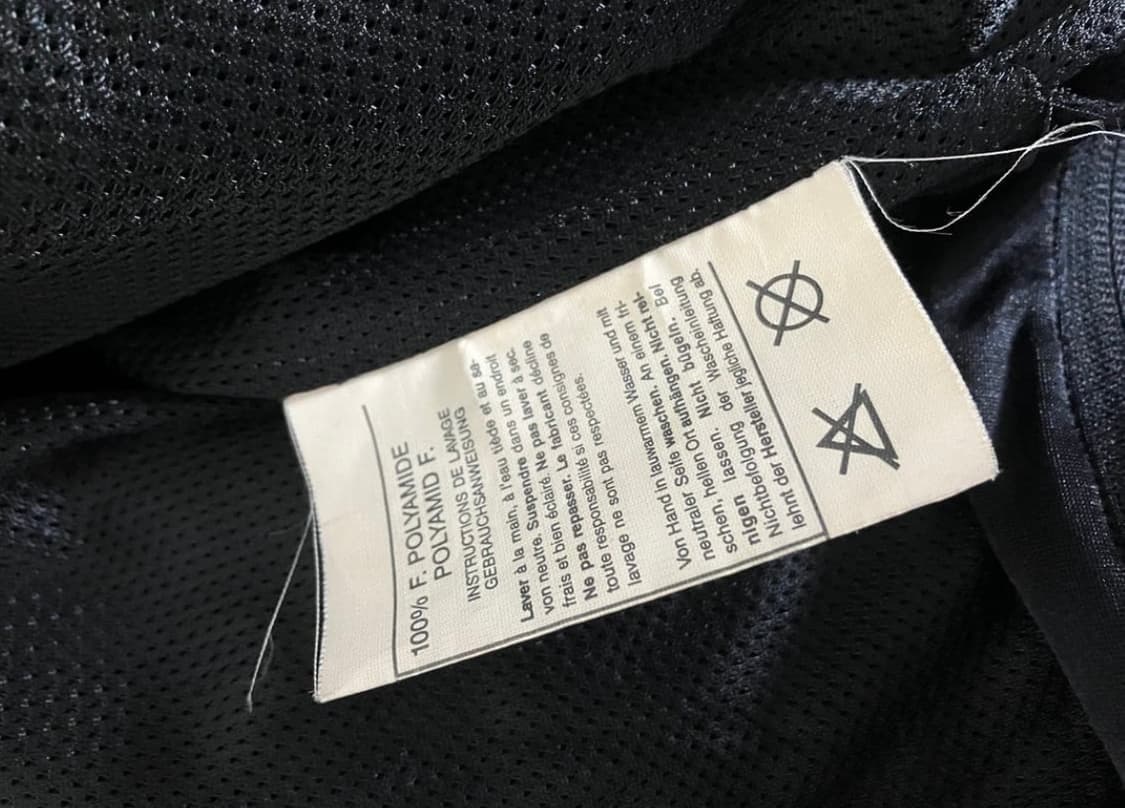 100% F. POLYAMIDE
POLYAMID F.
INSTRUCTIONS DE LAVAGE
GEBRAUCHSANWEISUNG
Laver à la main, à l'eau tiède et au sa-
von neutre. Suspendre dans un endroit
frais et bien éclairé. Ne pas laver à sec.
Ne pas repasser. Le fabricant décline
toute responsabilité si ces consignes de
lavage ne sont pas respectées.
Von Hand in lauwarmem Wasser und mit
neutraler Seife waschen. An einem fri-
schen, hellen Ort aufhängen. Nicht rei-
nigen lassen. Nicht bügeln. Bei
Nichtbefolgung der Wascheinleitung
lehnt der Hersteller jegliche Haftung ab.